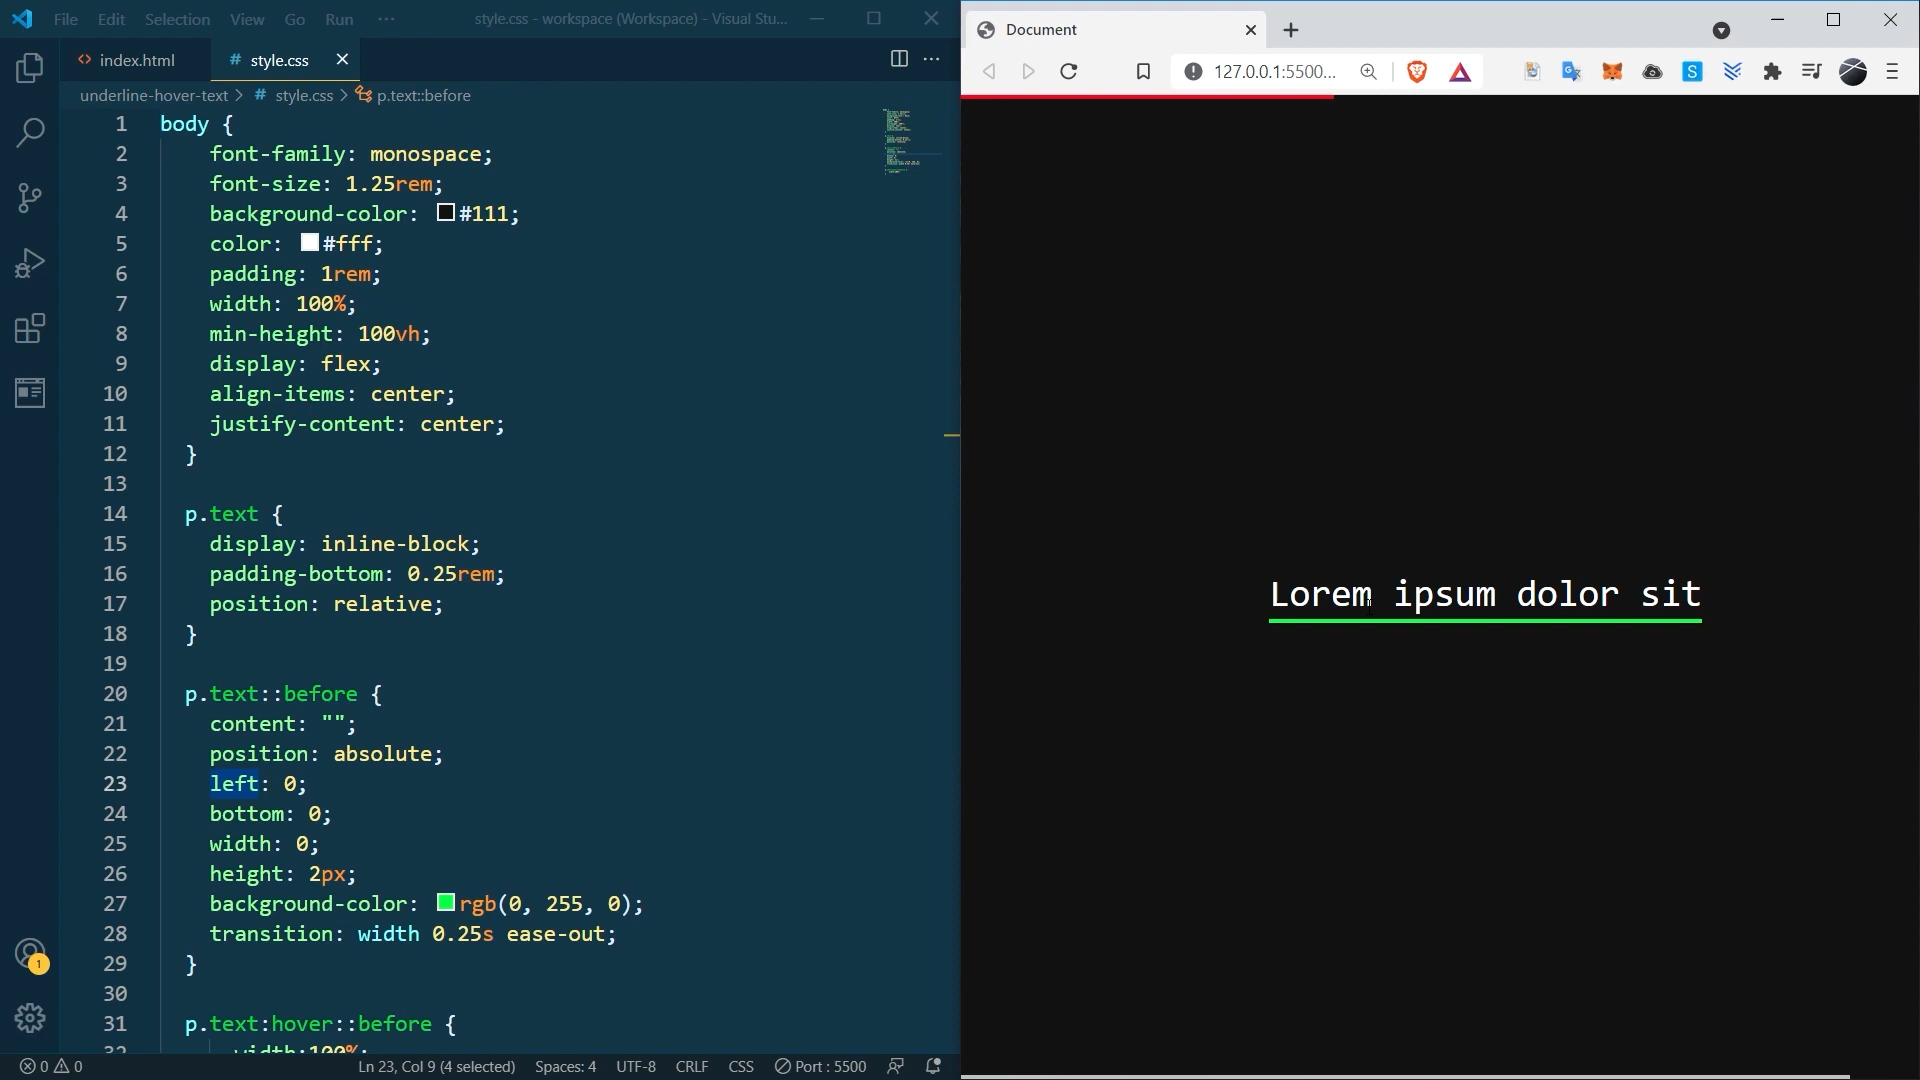 File Edit Selection View Go Run ··· style.css - workspace (Workspace) - Visual Stu...
index.html # style.css
underline-hover-text > # style.css > p.text::before
1 body {
2 font-family: monospace;
3 font-size: 1.25rem;
4 background-color: #111;
5 color: #fff;
6 padding: 1rem;
7 width: 100%;
8 min-height: 100vh;
9 display: flex;
10 align-items: center;
11 justify-content: center;
12 }
13
14 p.text {
15 display: inline-block;
16 padding-bottom: 0.25rem;
17 position: relative;
18 }
19
20 p.text::before {
21 content: "";
22 position: absolute;
23 left: 0;
24 bottom: 0;
25 width: 0;
26 height: 2px;
27 background-color: rgb(0, 255, 0);
28 transition: width 0.25s ease-out;
29 }
30
31 p.text:hover::before {
32 width:100%;
1
0 0 Ln 23, Col 9 (4 selected) Spaces: 4 UTF-8 CRLF CSS Port : 5500
Document
127.0.0.1:5500...
S
Lorem ipsum dolor sit